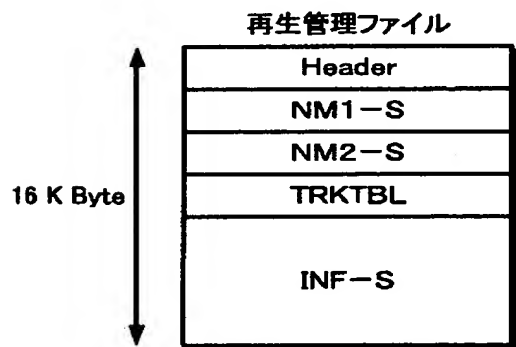 再生管理ファイル
Header
NM1-S
NM2-S
TRKTBL
16 K Byte
INF-S